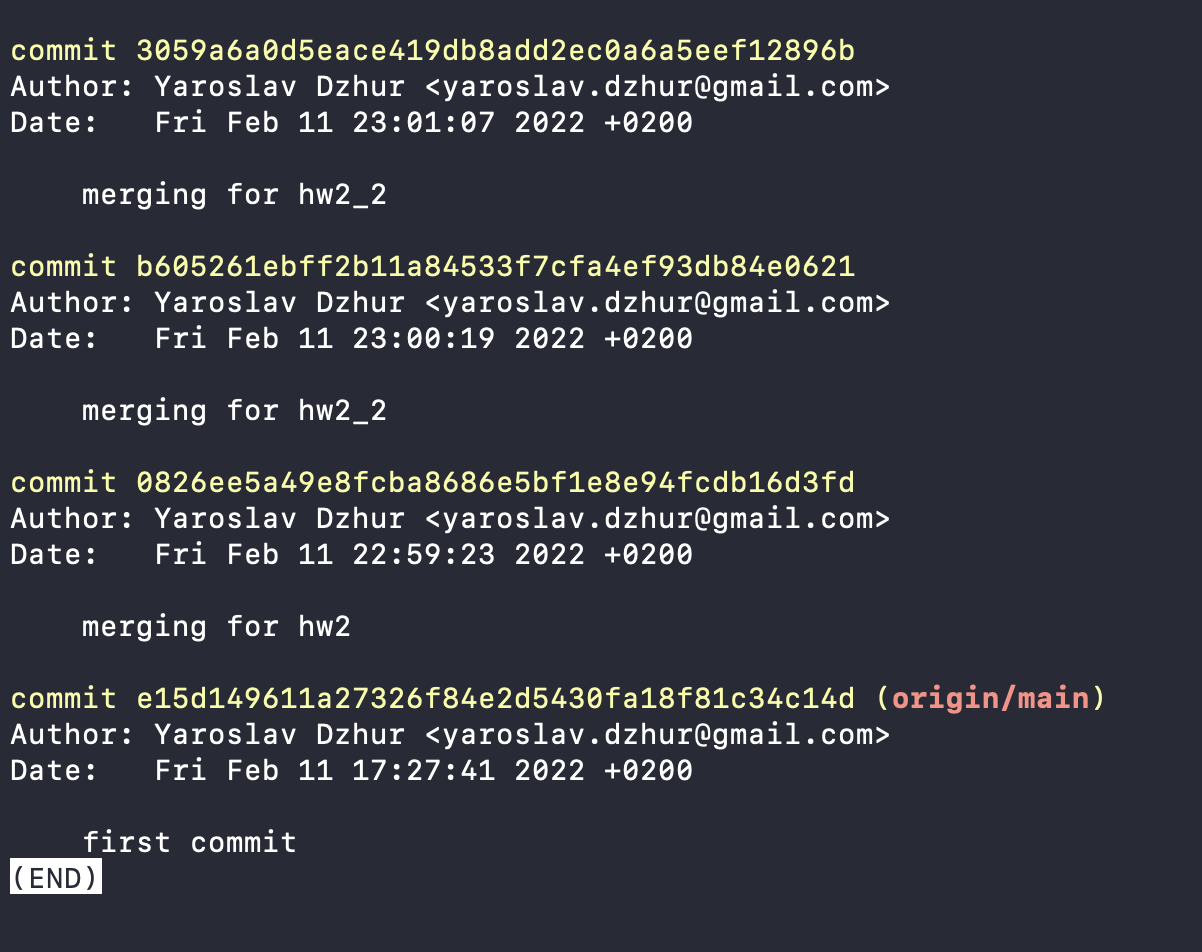 commit 3059a6a0d5eace419db8add2ec0a6a5eef12896b
Author: Yaroslav Dzhur <yaroslav.dzhur@gmail.com>
Date:   Fri Feb 11 23:01:07 2022 +0200
    merging for hw2_2
commit b605261ebff2b11a84533f7cfa4ef93db84e0621
Author: Yaroslav Dzhur <yaroslav.dzhur@gmail.com>
Date:   Fri Feb 11 23:00:19 2022 +0200
    merging for hw2_2
commit 0826ee5a49e8fcba8686e5bf1e8e94fcdb16d3fd
Author: Yaroslav Dzhur <yaroslav.dzhur@gmail.com>
Date:   Fri Feb 11 22:59:23 2022 +0200
    merging for hw2
commit e15d149611a27326f84e2d5430fa18f81c34c14d (origin/main)
Author: Yaroslav Dzhur <yaroslav.dzhur@gmail.com>
Date:   Fri Feb 11 17:27:41 2022 +0200
    first commit
(END)